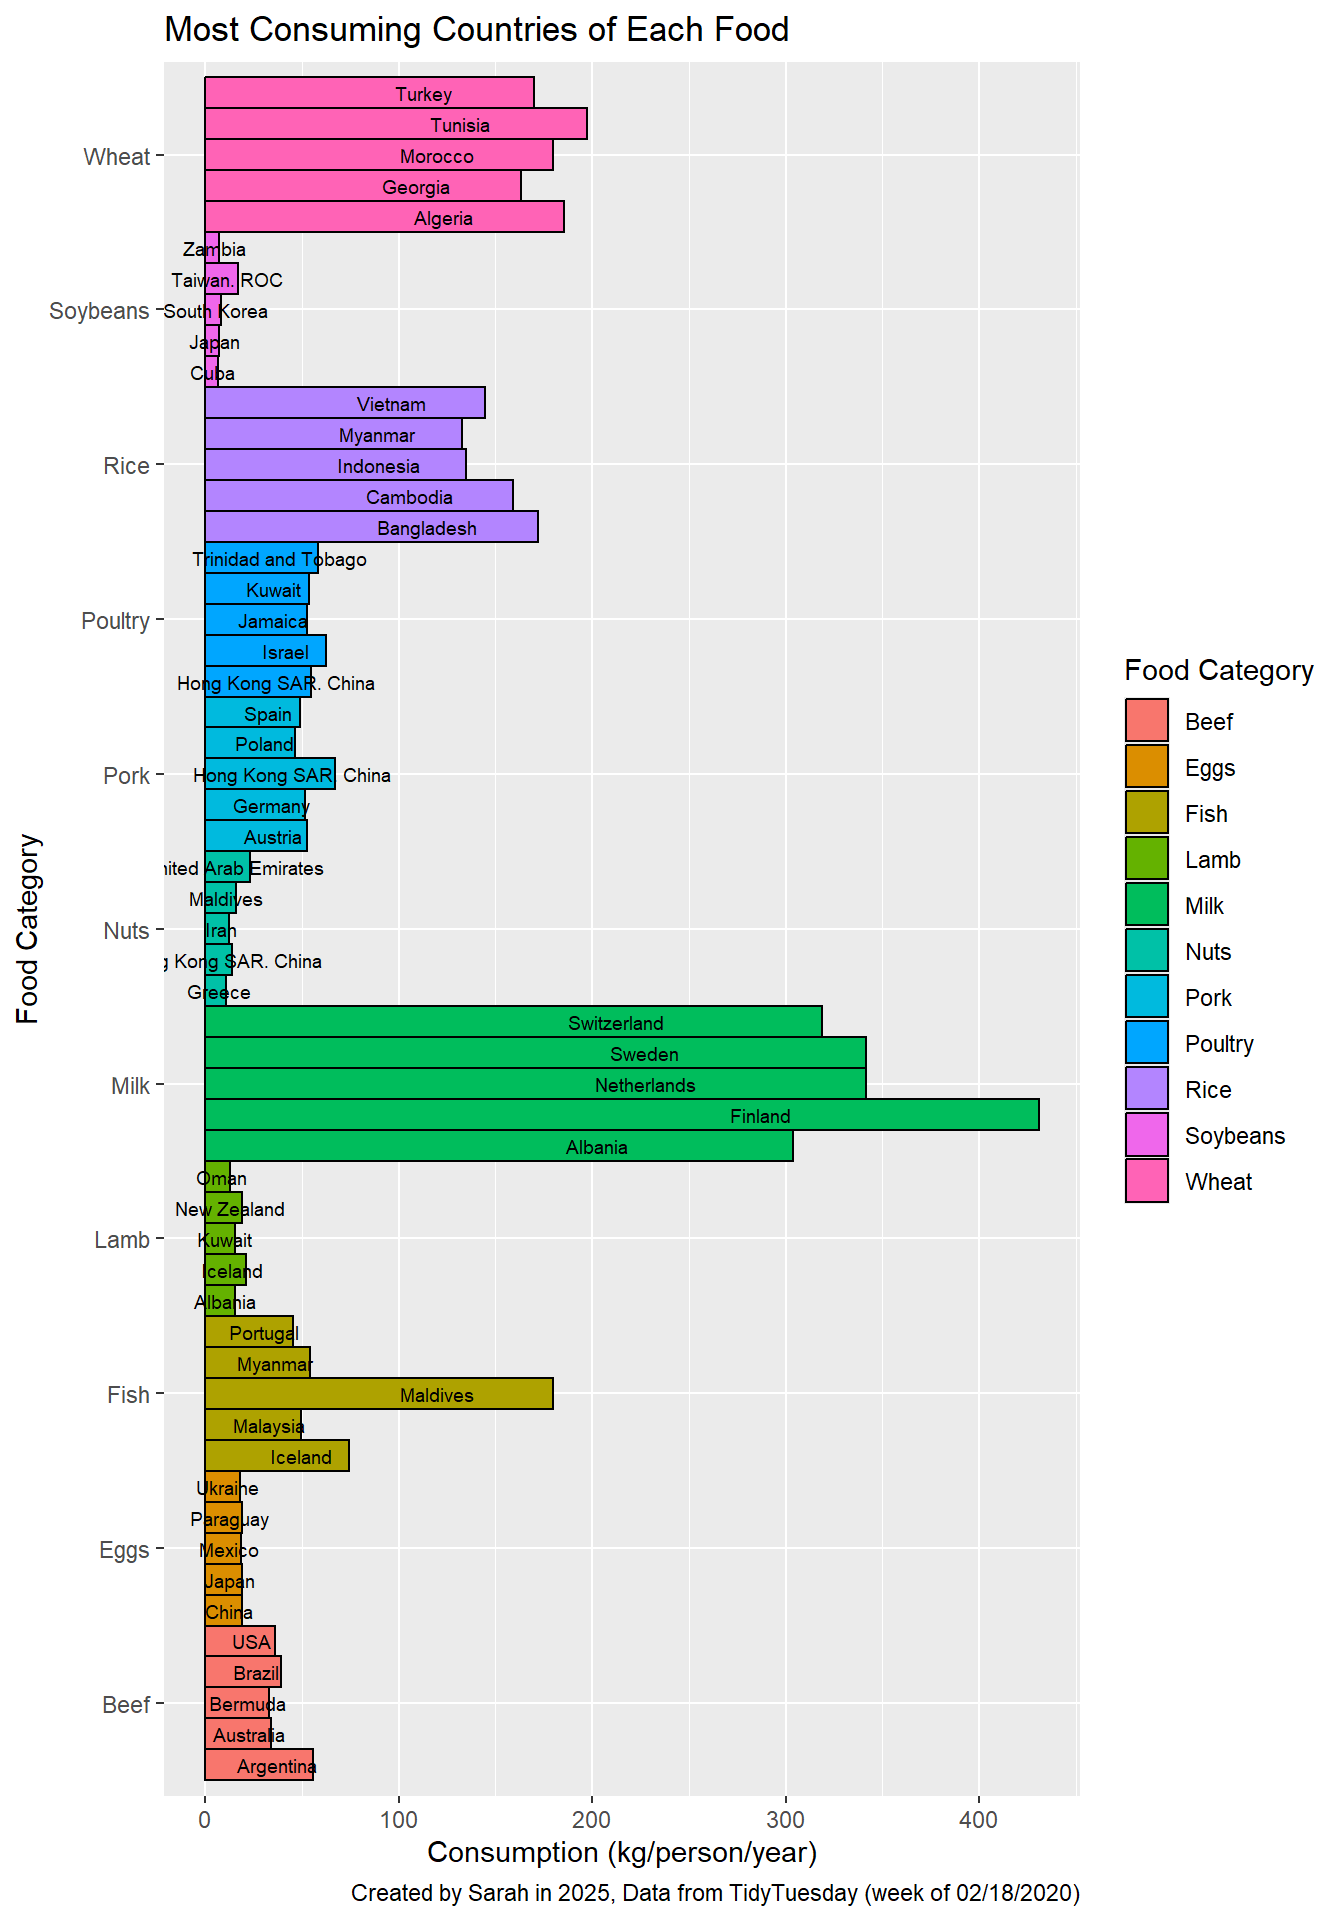 Most Consuming Countries of Each Food
Wheat
Turkey
Tunisia
Morocco
Georgia
Algeria
Soybeans
Zambia
Taiwan. ROC
South Korea
Japan
Cuba
Rice
Vietnam
Myanmar
Indonesia
Cambodia
Bangladesh
Poultry
Trinidad and Tobago
Kuwait
Jamaica
Israel
Hong Kong SAR. China
Pork
Spain
Poland
Hong Kong SAR. China
Germany
Austria
Nuts
nited Arab Emirates
Maldives
Iran
g Kong SAR. China
Greece
Milk
Switzerland
Sweden
Netherlands
Finland
Albania
Lamb
Oman
New Zealand
Kuwait
Iceland
Albania
Fish
Portugal
Myanmar
Maldives
Malaysia
Iceland
Eggs
Ukraine
Paraguay
Mexico
Japan
China
Beef
USA
Brazil
Bermuda
Australia
Argentina
Food Category
0 100 200 300 400
Consumption (kg/person/year)
Created by Sarah in 2025, Data from TidyTuesday (week of 02/18/2020)
Food Category
Beef
Eggs
Fish
Lamb
Milk
Nuts
Pork
Poultry
Rice
Soybeans
Wheat